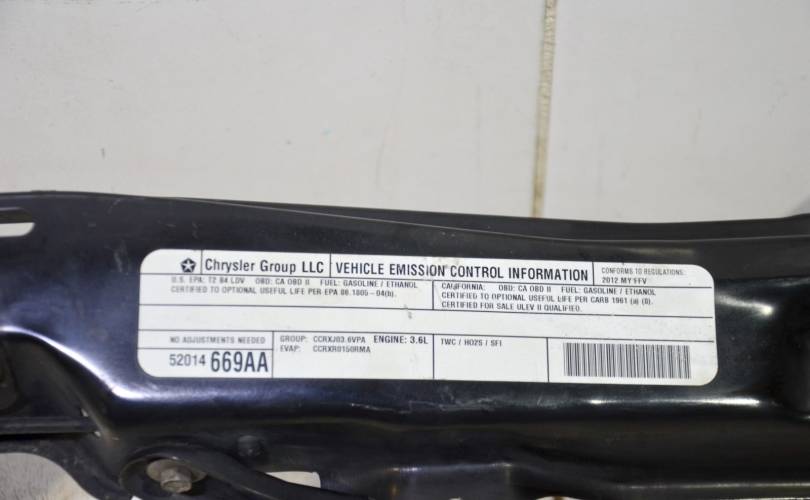 Chrysler Group LLC VEHICLE EMISSION CONTROL INFORMATION CONFORMS TO REGULATIONS:
2012 MY FFV
U.S. EPA: T2 B4 LDV OBD: CA OBD II FUEL: GASOLINE / ETHANOL
CERTIFIED TO OPTIONAL USEFUL LIFE PER EPA 86.1805-04(b).
CALIFORNIA: OBD: CA OBD II FUEL: GASOLINE / ETHANOL
CERTIFIED TO OPTIONAL USEFUL LIFE PER CARB 1961 (a) (8).
CERTIFIED FOR SALE ULEV II QUALIFIED.
NO ADJUSTMENTS NEEDED
52014 669AA
GROUP: CCRXJ03.6VPA ENGINE: 3.6L
EVAP: CCRXR0150RMA
TWC / HO2S / SFI